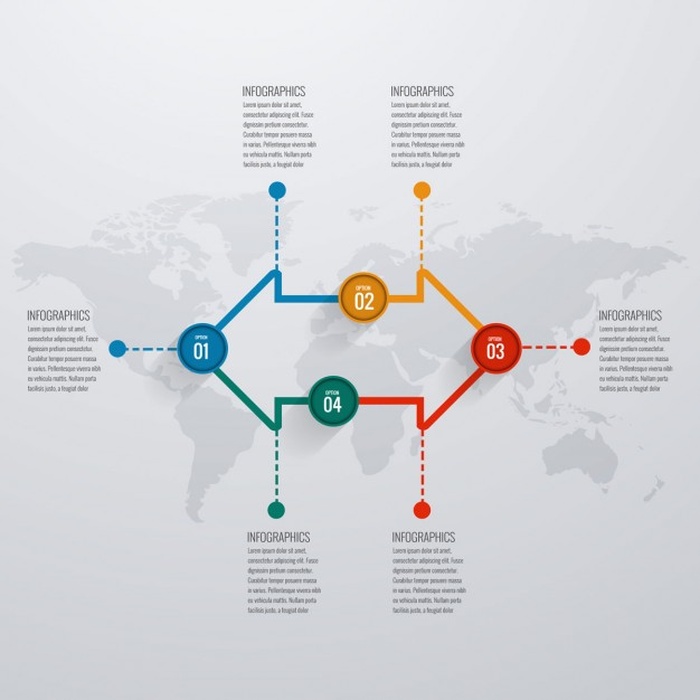 INFOGRAPHICS
Lorem ipsum dolor sit amet,
consectetur adipiscing elit. Fusce
dignissim pretium consectetur.
Curabitur tempor posuere massa
in varius. Pellentesque viverra nibh
eu vehicula mattis. Nullam porta
facilisis justo, a feugiat dolor
INFOGRAPHICS
Lorem ipsum dolor sit amet,
consectetur adipiscing elit. Fusce
dignissim pretium consectetur.
Curabitur tempor posuere massa
in varius. Pellentesque viverra nibh
eu vehicula mattis. Nullam porta
facilisis justo, a feugiat dolor
OPTION
02
INFOGRAPHICS
Lorem ipsum dolor sit amet,
consectetur adipiscing elit. Fusce
dignissim pretium consectetur.
Curabitur tempor posuere massa
in varius. Pellentesque viverra nibh
eu vehicula mattis. Nullam porta
facilisis justo, a feugiat dolor
OPTION
01
OPTION
03
INFOGRAPHICS
Lorem ipsum dolor sit amet,
consectetur adipiscing elit. Fusce
dignissim pretium consectetur.
Curabitur tempor posuere massa
in varius. Pellentesque viverra nibh
eu vehicula mattis. Nullam porta
facilisis justo, a feugiat dolor
OPTION
04
INFOGRAPHICS
Lorem ipsum dolor sit amet,
consectetur adipiscing elit. Fusce
dignissim pretium consectetur.
Curabitur tempor posuere massa
in varius. Pellentesque viverra nibh
eu vehicula mattis. Nullam porta
facilisis justo, a feugiat dolor
INFOGRAPHICS
Lorem ipsum dolor sit amet,
consectetur adipiscing elit. Fusce
dignissim pretium consectetur.
Curabitur tempor posuere massa
in varius. Pellentesque viverra nibh
eu vehicula mattis. Nullam porta
facilisis justo, a feugiat dolor